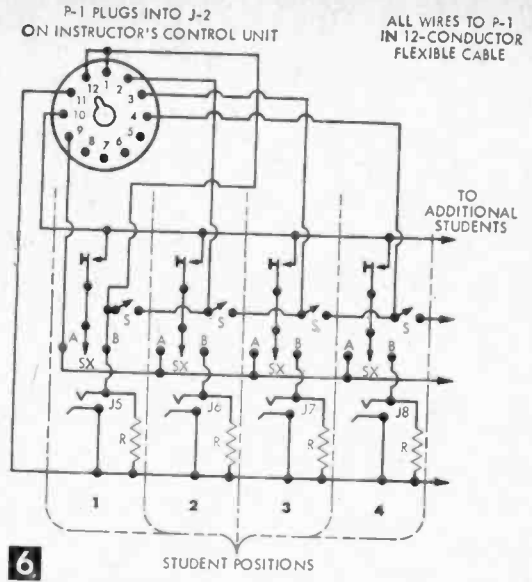 P-1 PLUGS INTO J-2
ON INSTRUCTOR'S CONTROL UNIT
ALL WIRES TO P-1
IN 12-CONDUCTOR
FLEXIBLE CABLE
12 1 2
11 3
10 4
9 5
8 7 6
TO
ADDITIONAL
STUDENTS
H H H H
S S S
A B A B A B A B
SX SX SX SX
J5 J6 J7 J8
R R R R
1 2 3 4
6
STUDENT POSITIONS